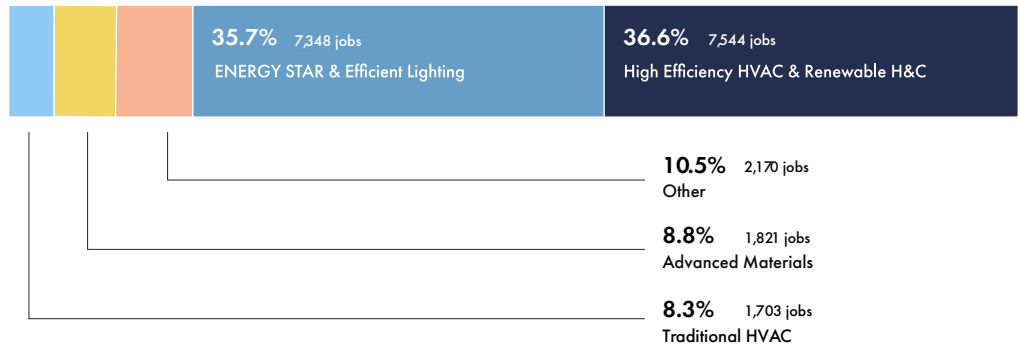 35.7% 7,348 jobs
ENERGY STAR & Efficient Lighting
36.6% 7,544 jobs
High Efficiency HVAC & Renewable H&C
10.5% 2,170 jobs
Other
8.8% 1,821 jobs
Advanced Materials
8.3% 1,703 jobs
Traditional HVAC